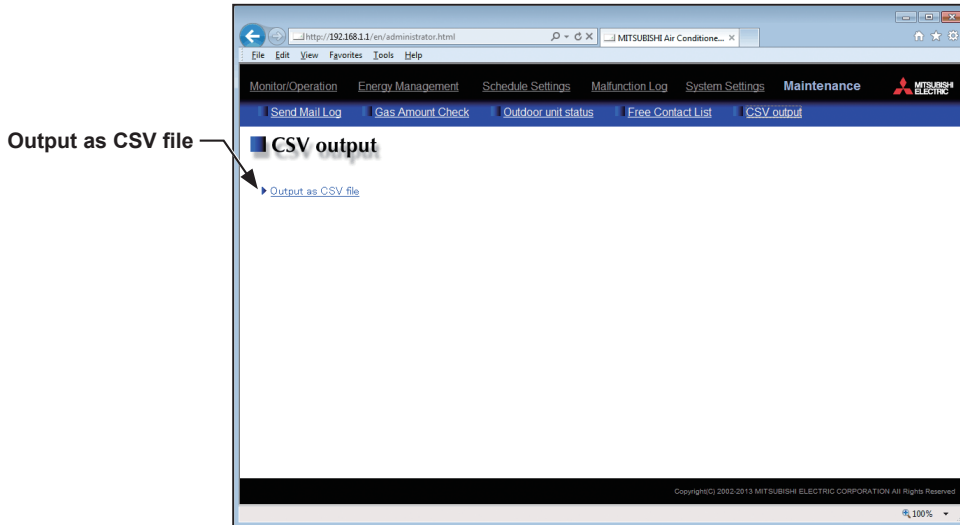 http://192.168.1.1/en/administrator.html
MITSUBISHI Air Conditione...
File Edit View Favorites Tools Help
Monitor/Operation Energy Management Schedule Settings Malfunction Log System Settings Maintenance
MITSUBISHI
ELECTRIC
Send Mail Log Gas Amount Check Outdoor unit status Free Contact List CSV output
Output as CSV file
CSV output
Output as CSV file
Copyright(C) 2002-2013 MITSUBISHI ELECTRIC CORPORATION All Rights Reserved
100%